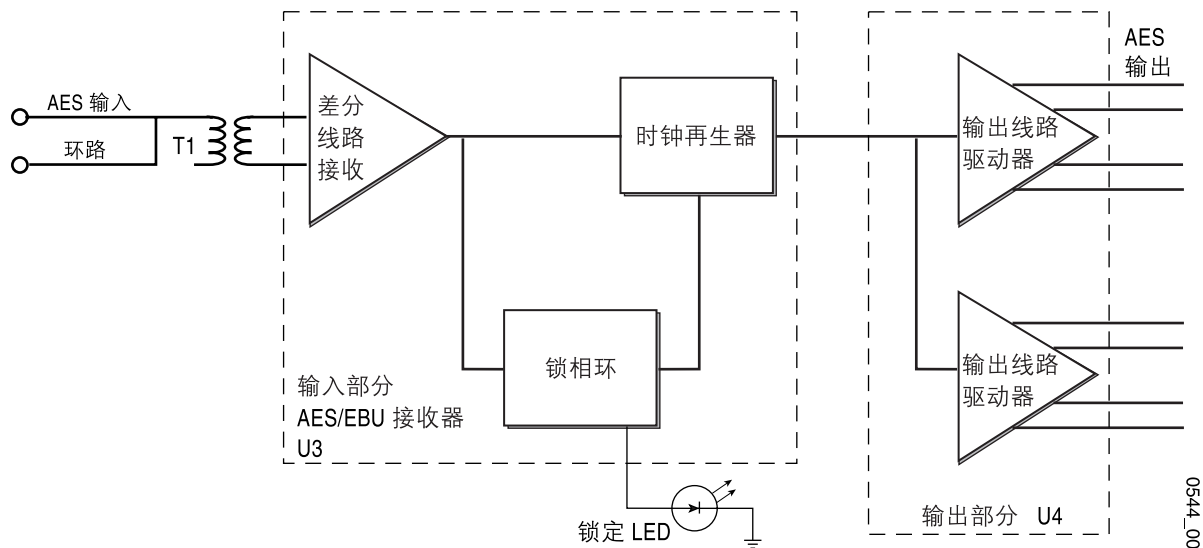 AES 输入
环路
T1
差分
线路
接收
时钟再生器
锁相环
输入部分
AES/EBU 接收器
U3
锁定 LED
输出线路
驱动器
AES
输出
输出线路
驱动器
输出部分 U4
0544_00